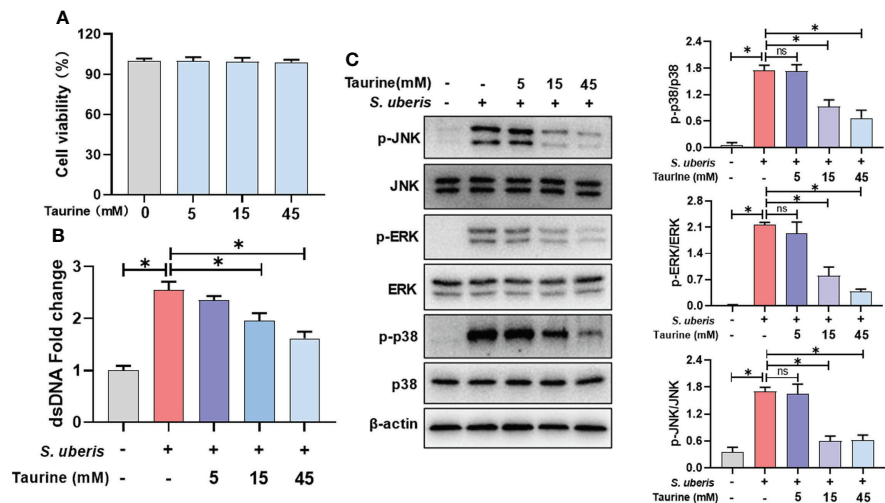 A
Cell viability (%)
150
120
90
60
30
0
Taurine (mM)
0 5 15 45
B
dsDNA Fold change
3
2
1
0
* * *
S. uberis - + + + +
Taurine (mM) - - 5 15 45
C
Taurine(mM) - - 5 15 45
S. uberis - + + + +
p-JNK
JNK
p-ERK
ERK
p-p38
p38
β-actin
p-p38/p38
2.4
1.8
1.2
0.6
0.0
*
*
* ns
S. uberis - + + + +
Taurine (mM) - - 5 15 45
p-ERK/ERK
2.8
2.1
1.4
0.7
0.0
*
*
* ns
S. uberis - + + + +
Taurine (mM) - - 5 15 45
p-JNK/JNK
2.4
1.8
1.2
0.6
0.0
*
*
* ns
S. uberis - + + + +
Taurine (mM) - - 5 15 45